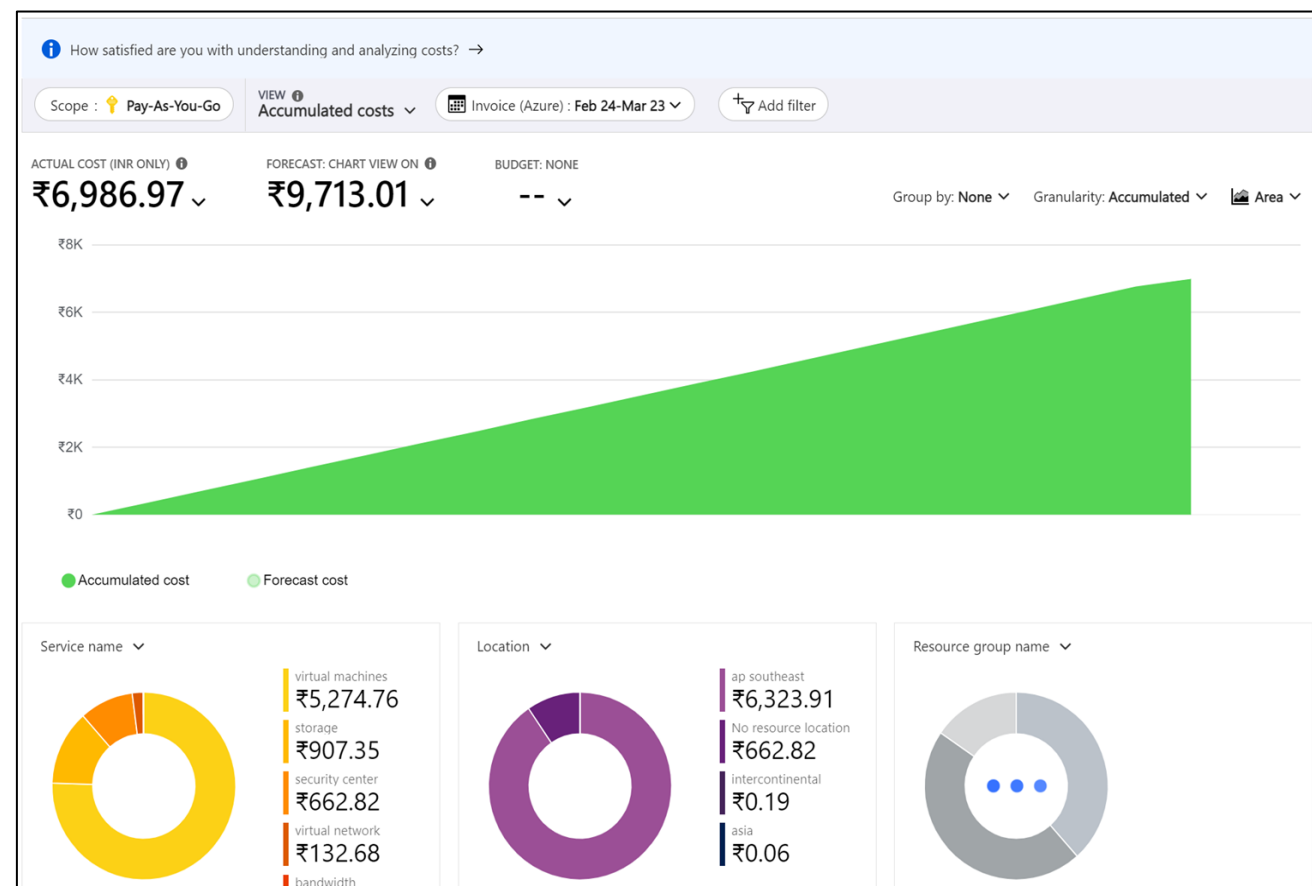 How satisfied are you with understanding and analyzing costs? →
Scope : Pay-As-You-Go
VIEW
Accumulated costs
Invoice (Azure) : Feb 24-Mar 23
Add filter
ACTUAL COST (INR ONLY)
₹6,986.97
FORECAST: CHART VIEW ON
₹9,713.01
BUDGET: NONE
--
Group by: None
Granularity: Accumulated
Area
₹8K
₹6K
₹4K
₹2K
₹0
Accumulated cost
Forecast cost
Service name
virtual machines
₹5,274.76
storage
₹907.35
security center
₹662.82
virtual network
₹132.68
bandwidth
Location
ap southeast
₹6,323.91
No resource location
₹662.82
intercontinental
₹0.19
asia
₹0.06
Resource group name